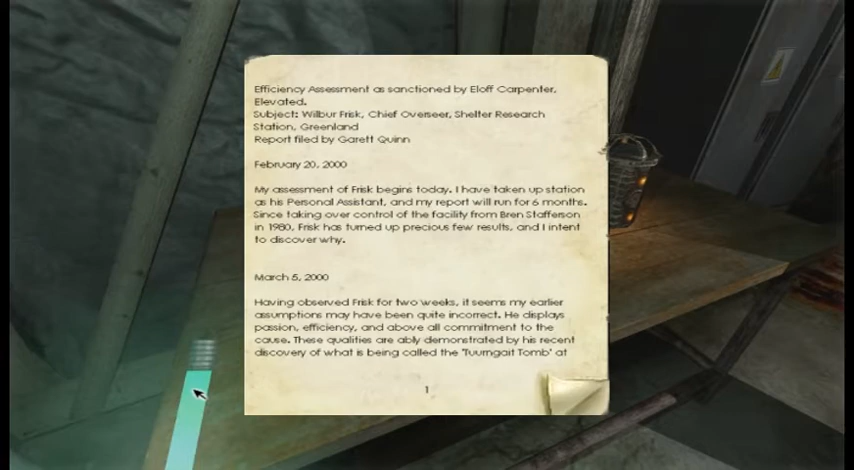 Efficiency Assessment as sanctioned by Eloff Carpenter,
Elevated.
Subject: Wilbur Frisk, Chief Overseer, Shelter Research
Station, Greenland
Report filed by Garett Quinn
February 20, 2000
My assessment of Frisk begins today. I have taken up station
as his Personal Assistant, and my report will run for 6 months.
Since taking over control of the facility from Bren Stafferson
in 1980, Frisk has turned up precious few results, and I intent
to discover why.
March 5, 2000
Having observed Frisk for two weeks, it seems my earlier
assumptions may have been quite incorrect. He displays
passion, efficiency, and above all commitment to the
cause. These qualities are ably demonstrated by his recent
discovery of what is being called the 'Tuurngait Tomb' at
1